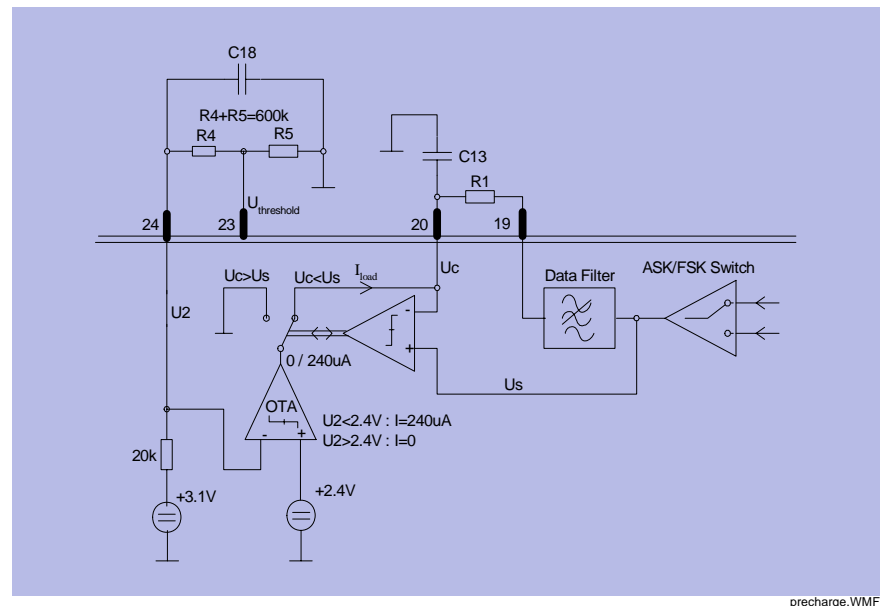 C18
R4+R5=600k
R4
R5
C13
R1
24
23
Uthreshold
20
19
Uc>Us
Uc<Us
Iload
Uc
Data Filter
ASK/FSK Switch
U2
-
+
0 / 240uA
Us
OTA
-
+
U2<2.4V : I=240uA
U2>2.4V : I=0
20k
+3.1V
+2.4V
precharge.WMF